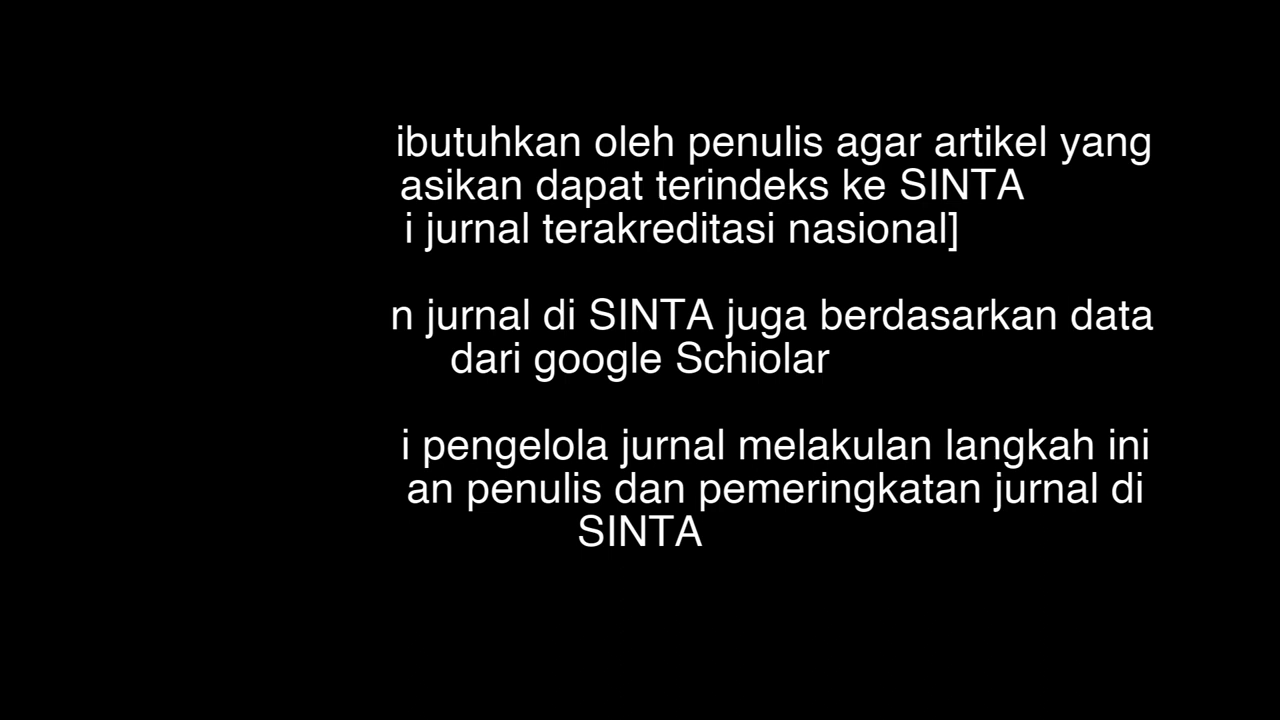 ibutuhkan oleh penulis agar artikel yang
asikan dapat terindeks ke SINTA
i jurnal terakreditasi nasional]
n jurnal di SINTA juga berdasarkan data
dari google Schiolar
i pengelola jurnal melakulan langkah ini
an penulis dan pemeringkatan jurnal di
SINTA